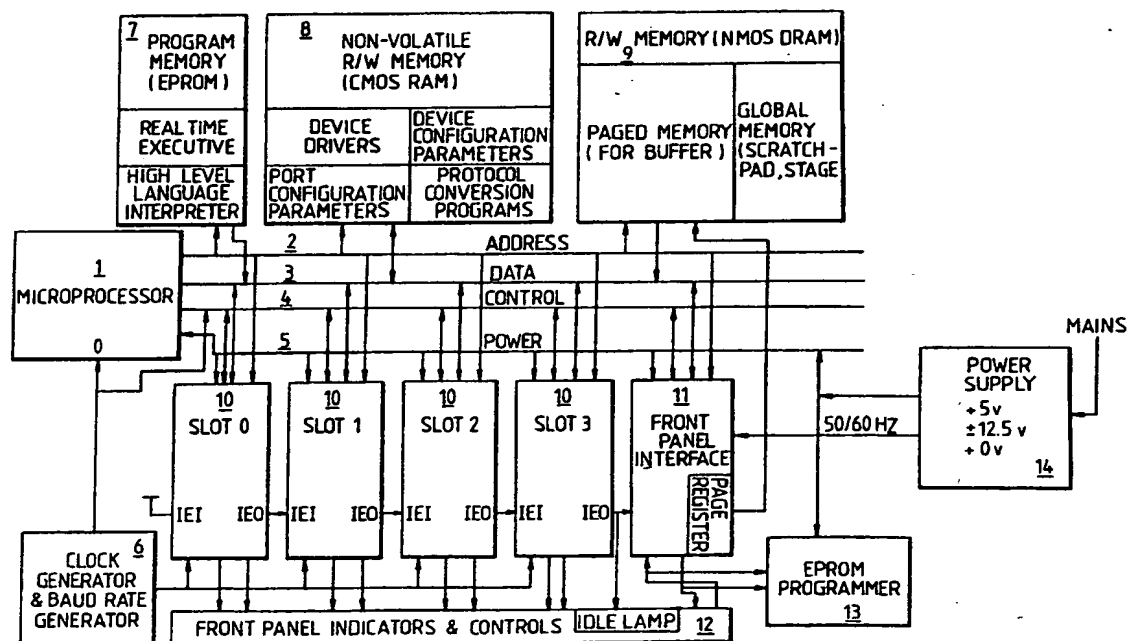 7
PROGRAM
MEMORY
(EPROM)
REAL TIME
EXECUTIVE
HIGH LEVEL
LANGUAGE
INTERPRETER
8
NON-VOLATILE
R/W MEMORY
(CMOS RAM)
DEVICE
DRIVERS
DEVICE
CONFIGURATION
PARAMETERS
PORT
CONFIGURATION
PARAMETERS
PROTOCOL
CONVERSION
PROGRAMS
R/W MEMORY (NMOS DRAM)
9
PAGED MEMORY
(FOR BUFFER)
GLOBAL
MEMORY
(SCRATCH-
PAD, STAGE
1
MICROPROCESSOR
0
2 ADDRESS
3 DATA
4 CONTROL
5 POWER
MAINS
10
SLOT 0
IEI IEO
10
SLOT 1
IEI IEO
10
SLOT 2
IEI IEO
10
SLOT 3
IEI IEO
11
FRONT
PANEL
INTERFACE
PAGE
REGISTER
50/60 HZ
POWER
SUPPLY
+5v
±12.5 v
+ 0v
14
6
CLOCK
GENERATOR
& BAUD RATE
GENERATOR
EPROM
PROGRAMMER
13
FRONT PANEL INDICATORS & CONTROLS
IDLE LAMP
12